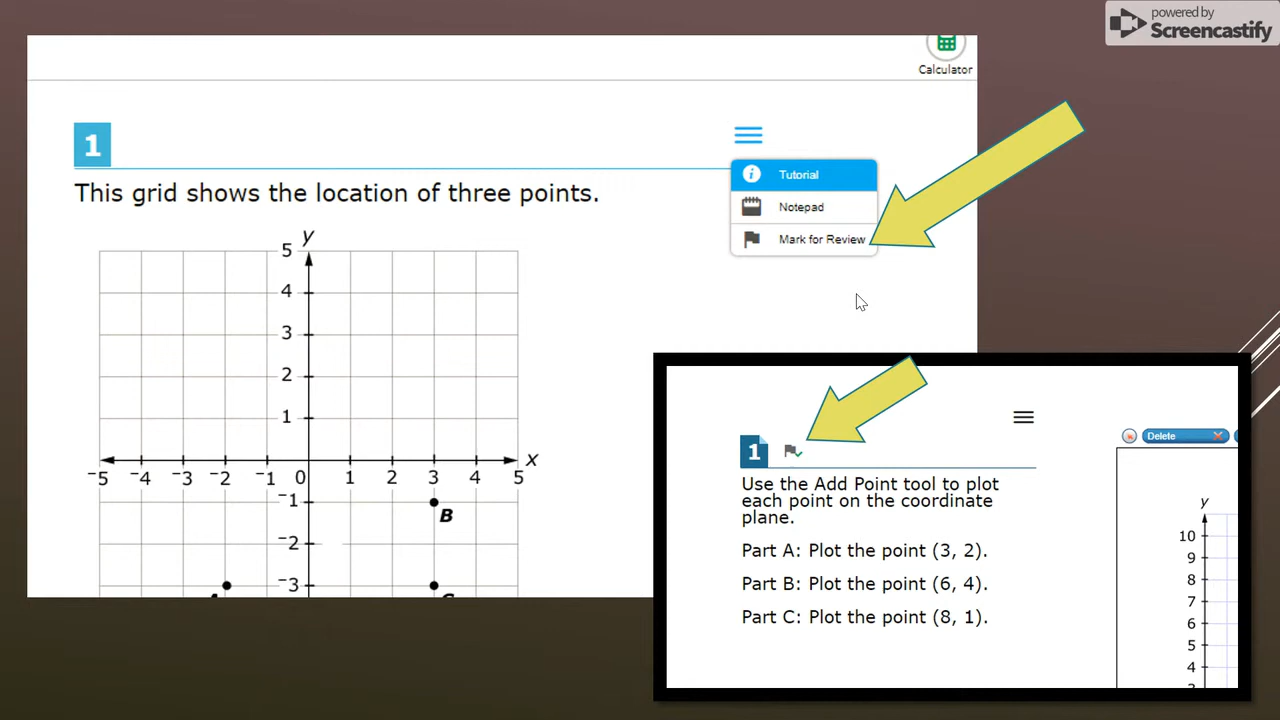 powered by
Screencastify
Calculator
1
Tutorial
This grid shows the location of three points.
Notepad
Mark for Review
y
5
4
3
2
1
x
-5 -4 -3 -2 -1 0 1 2 3 4 5
-1
B
-2
-3
1
Delete
Use the Add Point tool to plot
each point on the coordinate
plane.
Part A: Plot the point (3, 2).
Part B: Plot the point (6, 4).
Part C: Plot the point (8, 1).
y
10
9
8
7
6
5
4